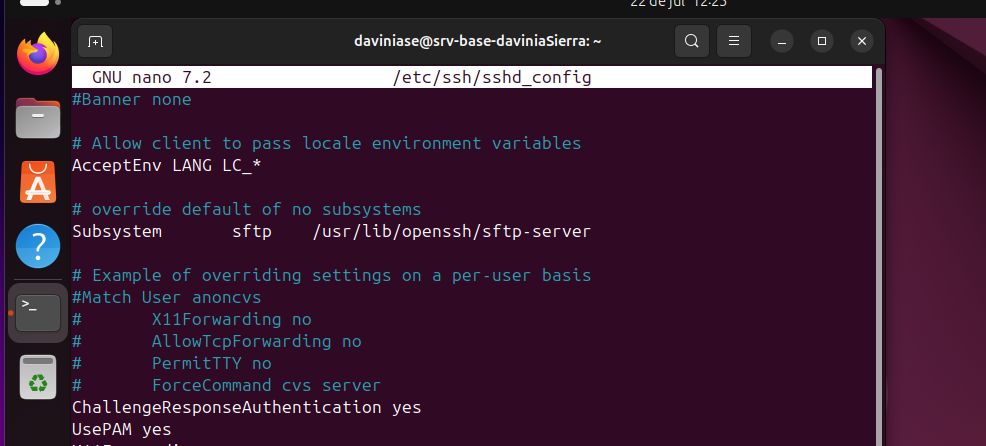 22 de jul 12:25
daviniase@srv-base-daviniaSierra: ~
GNU nano 7.2 /etc/ssh/sshd_config
#Banner none
# Allow client to pass locale environment variables
AcceptEnv LANG LC_*
# override default of no subsystems
Subsystem sftp /usr/lib/openssh/sftp-server
# Example of overriding settings on a per-user basis
#Match User anoncvs
# X11Forwarding no
# AllowTcpForwarding no
# PermitTTY no
# ForceCommand cvs server
ChallengeResponseAuthentication yes
UsePAM yes